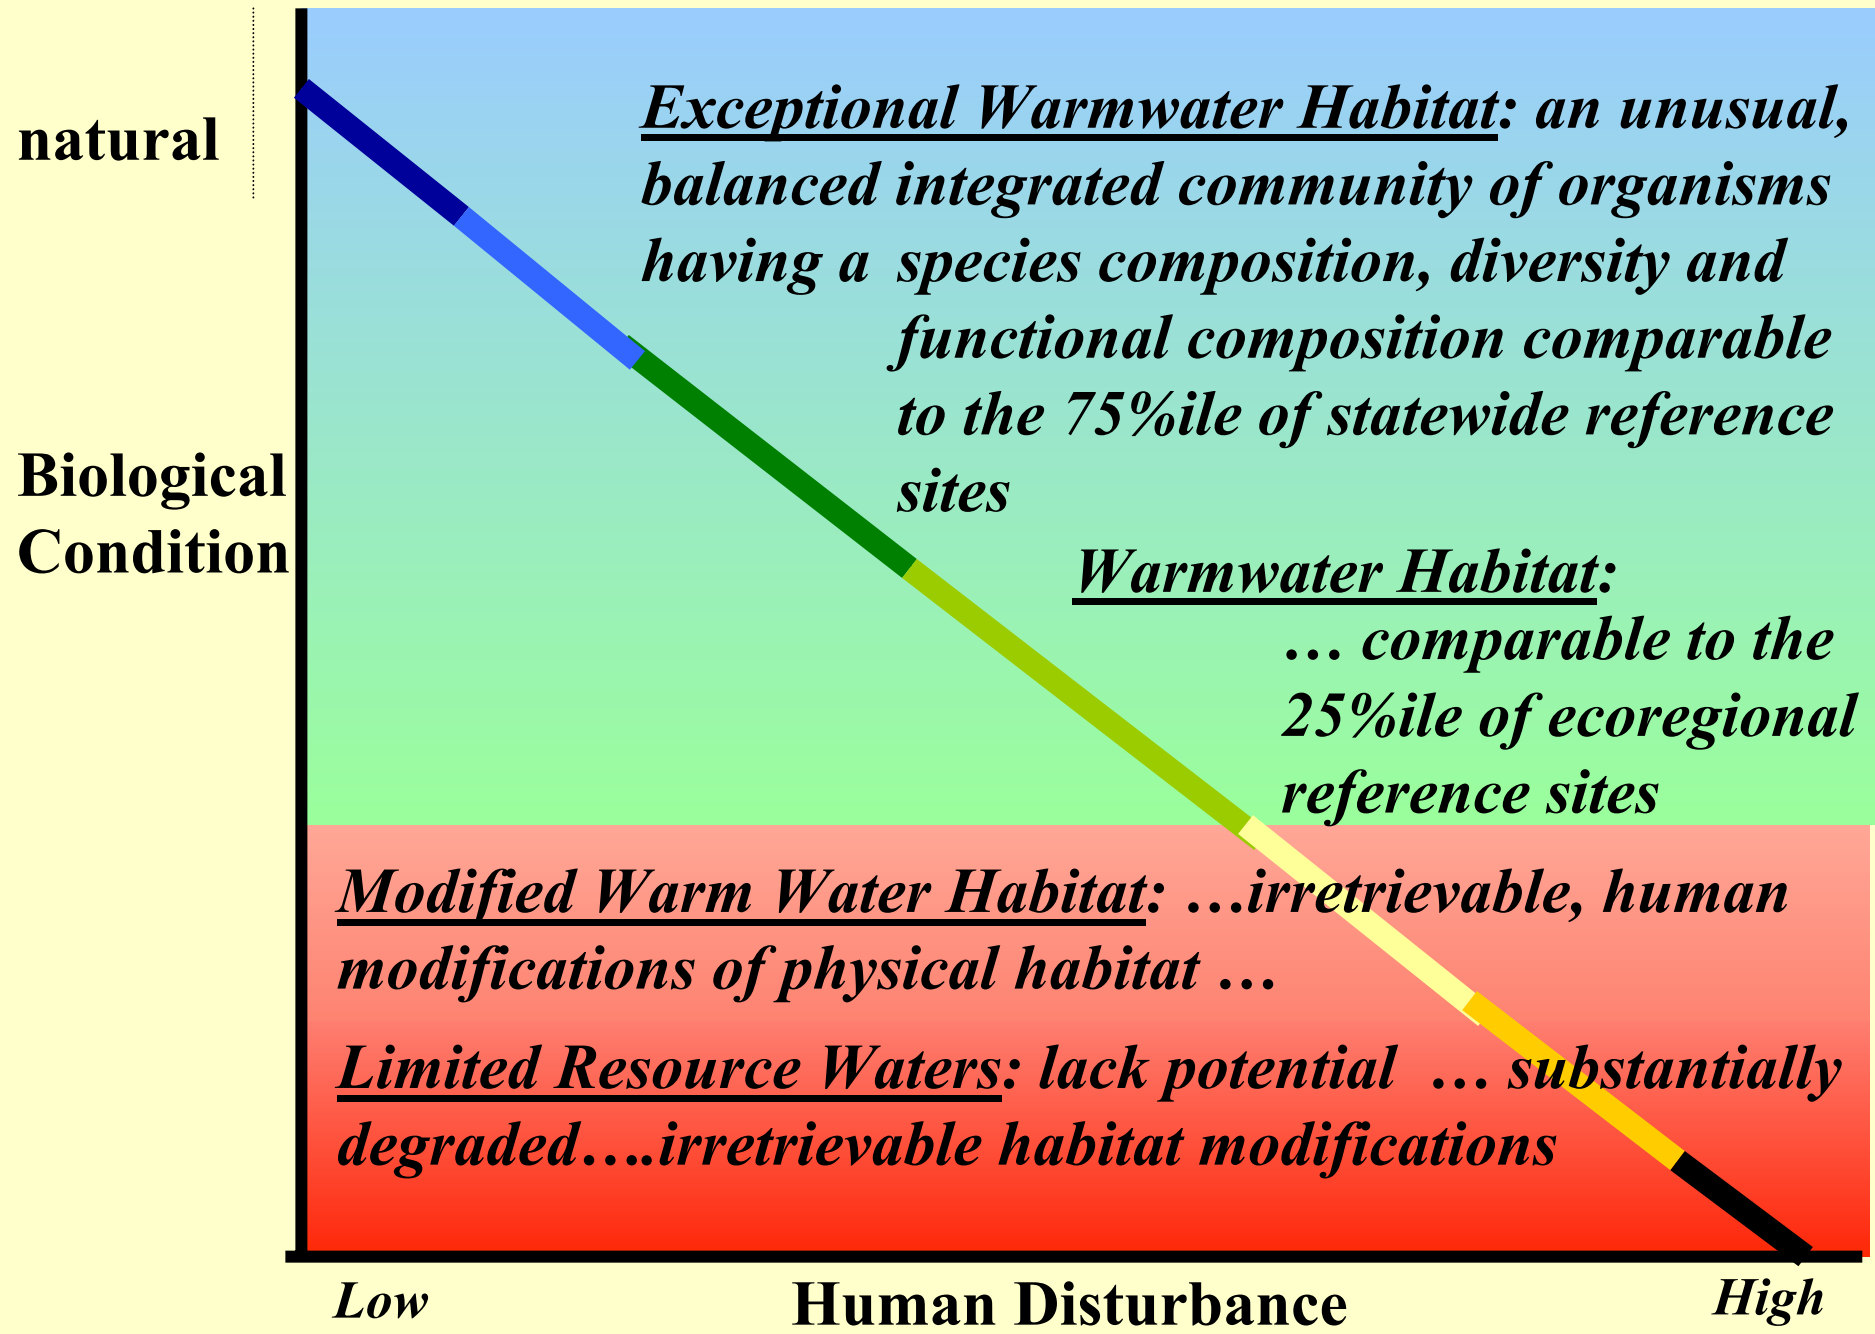 natural
Biological
Condition
Exceptional Warmwater Habitat: an unusual,
balanced integrated community of organisms
having a species composition, diversity and
functional composition comparable
to the 75%ile of statewide reference
sites
Warmwater Habitat:
… comparable to the
25%ile of ecoregional
reference sites
Modified Warm Water Habitat: …irretrievable, human
modifications of physical habitat …
Limited Resource Waters: lack potential … substantially
degraded….irretrievable habitat modifications
Low
Human Disturbance
High